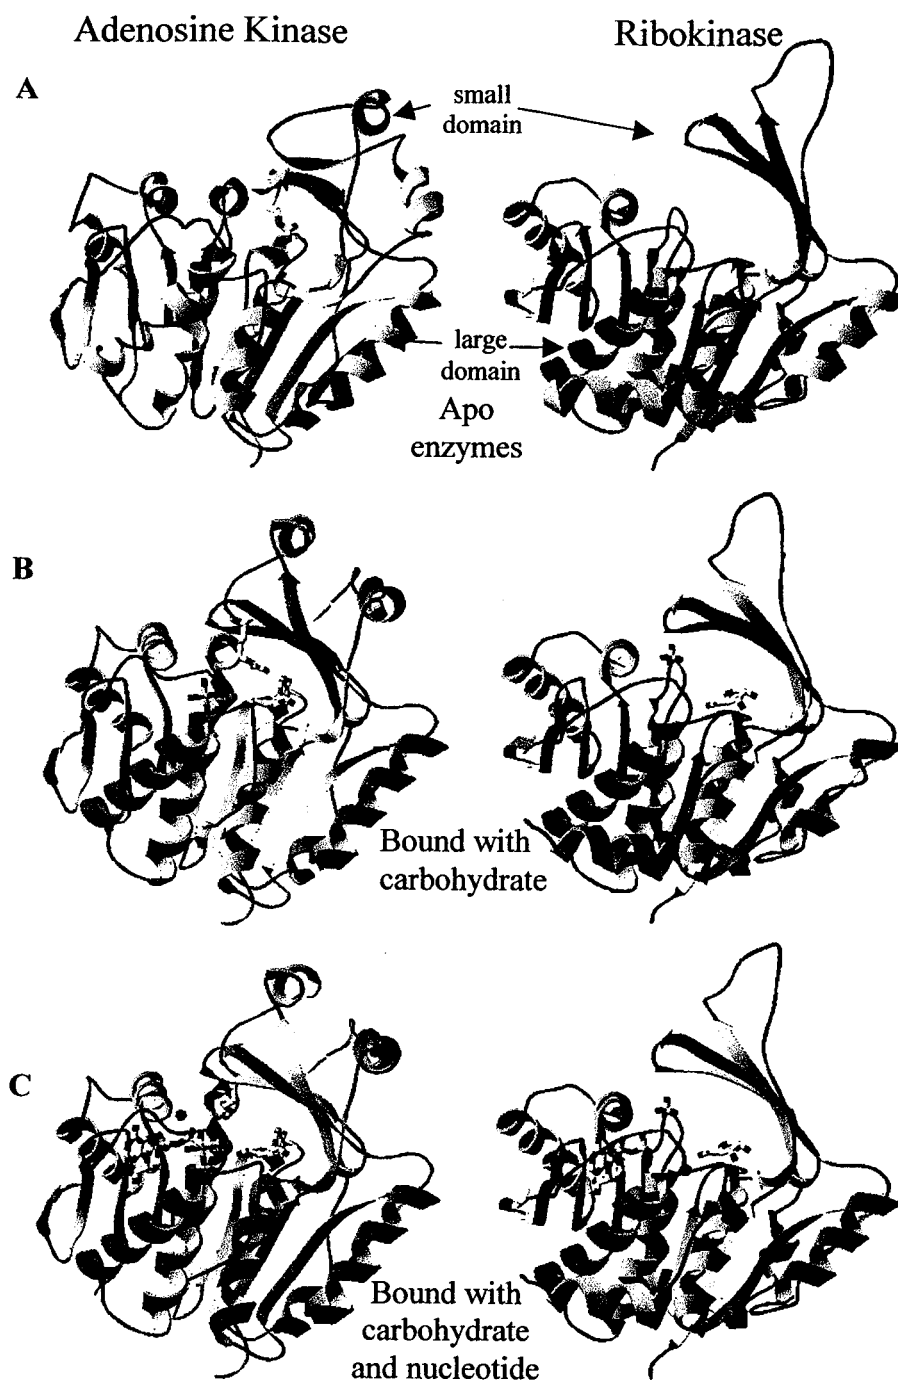 Adenosine Kinase
Ribokinase
A
small
domain
large
domain
Apo
enzymes
B
Bound with
carbohydrate
C
Bound with
carbohydrate
and nucleotide